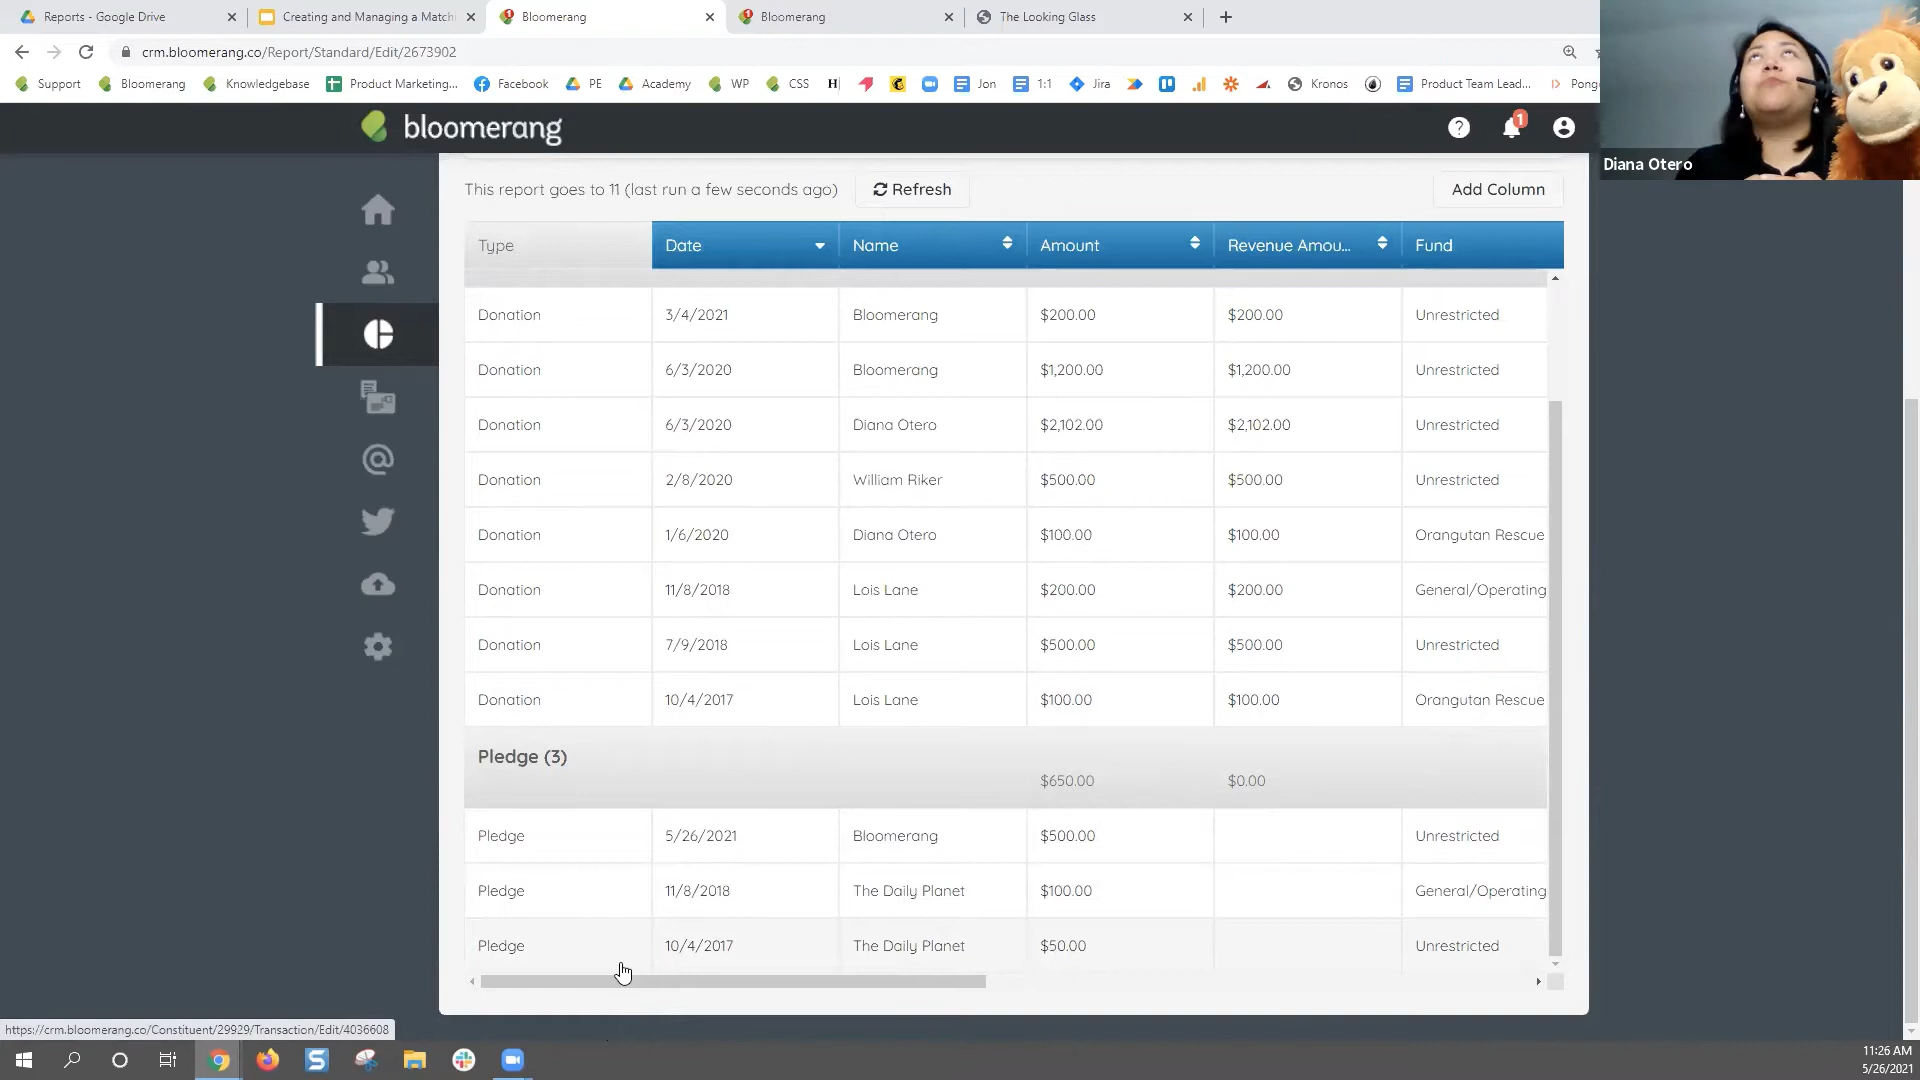 Reports - Google Drive
Creating and Managing a Match
Bloomerang
Bloomerang
The Looking Glass
crm.bloomerang.co/Report/Standard/Edit/2673902
Support
Bloomerang
Knowledgebase
Product Marketing...
Facebook
PE
Academy
WP
CSS
H
Jon
1:1
Jira
Kronos
Product Team Lead...
Pong
bloomerang
1
Diana Otero
This report goes to 11 (last run a few seconds ago)
Refresh
Add Column
Type Date Name Amount Revenue Amou... Fund
Donation 3/4/2021 Bloomerang $200.00 $200.00 Unrestricted
Donation 6/3/2020 Bloomerang $1,200.00 $1,200.00 Unrestricted
Donation 6/3/2020 Diana Otero $2,102.00 $2,102.00 Unrestricted
Donation 2/8/2020 William Riker $500.00 $500.00 Unrestricted
Donation 1/6/2020 Diana Otero $100.00 $100.00 Orangutan Rescue
Donation 11/8/2018 Lois Lane $200.00 $200.00 General/Operating
Donation 7/9/2018 Lois Lane $500.00 $500.00 Unrestricted
Donation 10/4/2017 Lois Lane $100.00 $100.00 Orangutan Rescue
Pledge (3)
$650.00 $0.00
Pledge 5/26/2021 Bloomerang $500.00 Unrestricted
Pledge 11/8/2018 The Daily Planet $100.00 General/Operating
Pledge 10/4/2017 The Daily Planet $50.00 Unrestricted
https://crm.bloomerang.co/Constituent/29929/Transaction/Edit/4036608
11:26 AM
5/26/2021